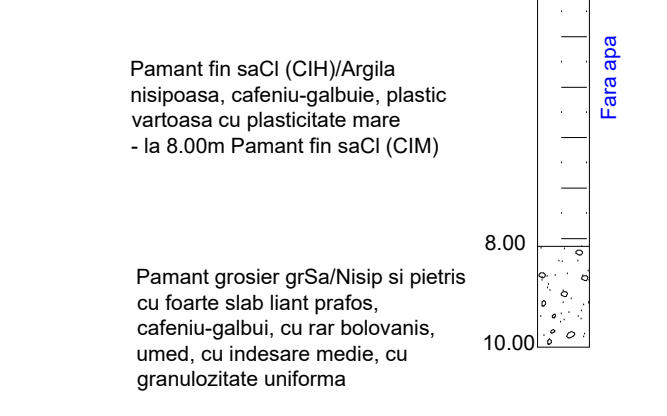 Pamant fin saCl (CIH)/Argila
nisipoasa, cafeniu-galbuie, plastic
vartoasa cu plasticitate mare
- la 8.00m Pamant fin saCl (CIM)
Fara apa
8.00
Pamant grosier grSa/Nisip si pietris
cu foarte slab liant prafos,
cafeniu-galbui, cu rar bolovanis,
umed, cu indesare medie, cu
granulozitate uniforma
10.00